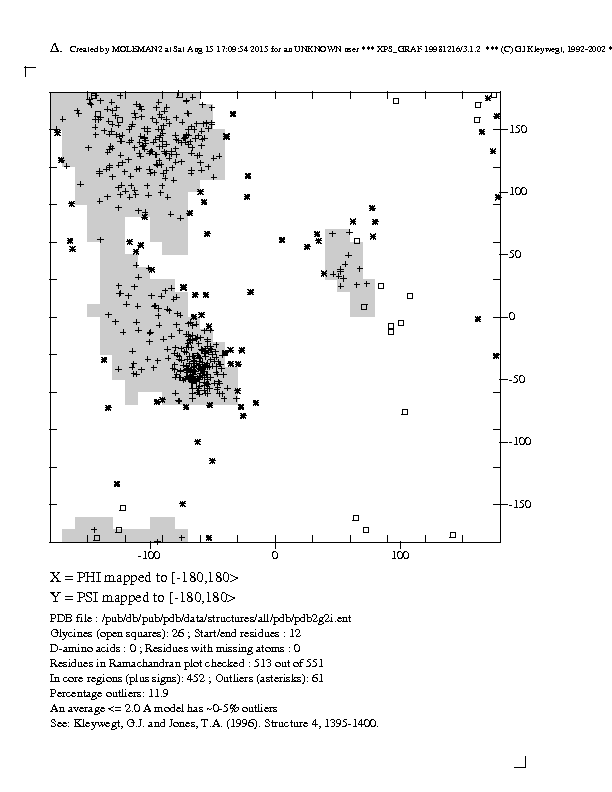 Δ. Created by MOLEMAN2 at Sat Aug 15 17:09:54 2015 for an UNKNOWN user *** XPS_GRAF 19981216/3.1.2 *** (C) GJ Kleywegt, 1992-2002 *
150
100
50
0
-50
-100
-150
-100 0 100
X = PHI mapped to [-180,180>
Y = PSI mapped to [-180,180>
PDB file : /pub/db/pub/pdb/data/structures/all/pdb/pdb2g2i.ent
Glycines (open squares): 26 ; Start/end residues : 12
D-amino acids : 0 ; Residues with missing atoms : 0
Residues in Ramachandran plot checked : 513 out of 551
In core regions (plus signs): 452 ; Outliers (asterisks): 61
Percentage outliers: 11.9
An average <= 2.0 A model has ~0-5% outliers
See: Kleywegt, G.J. and Jones, T.A. (1996). Structure 4, 1395-1400.